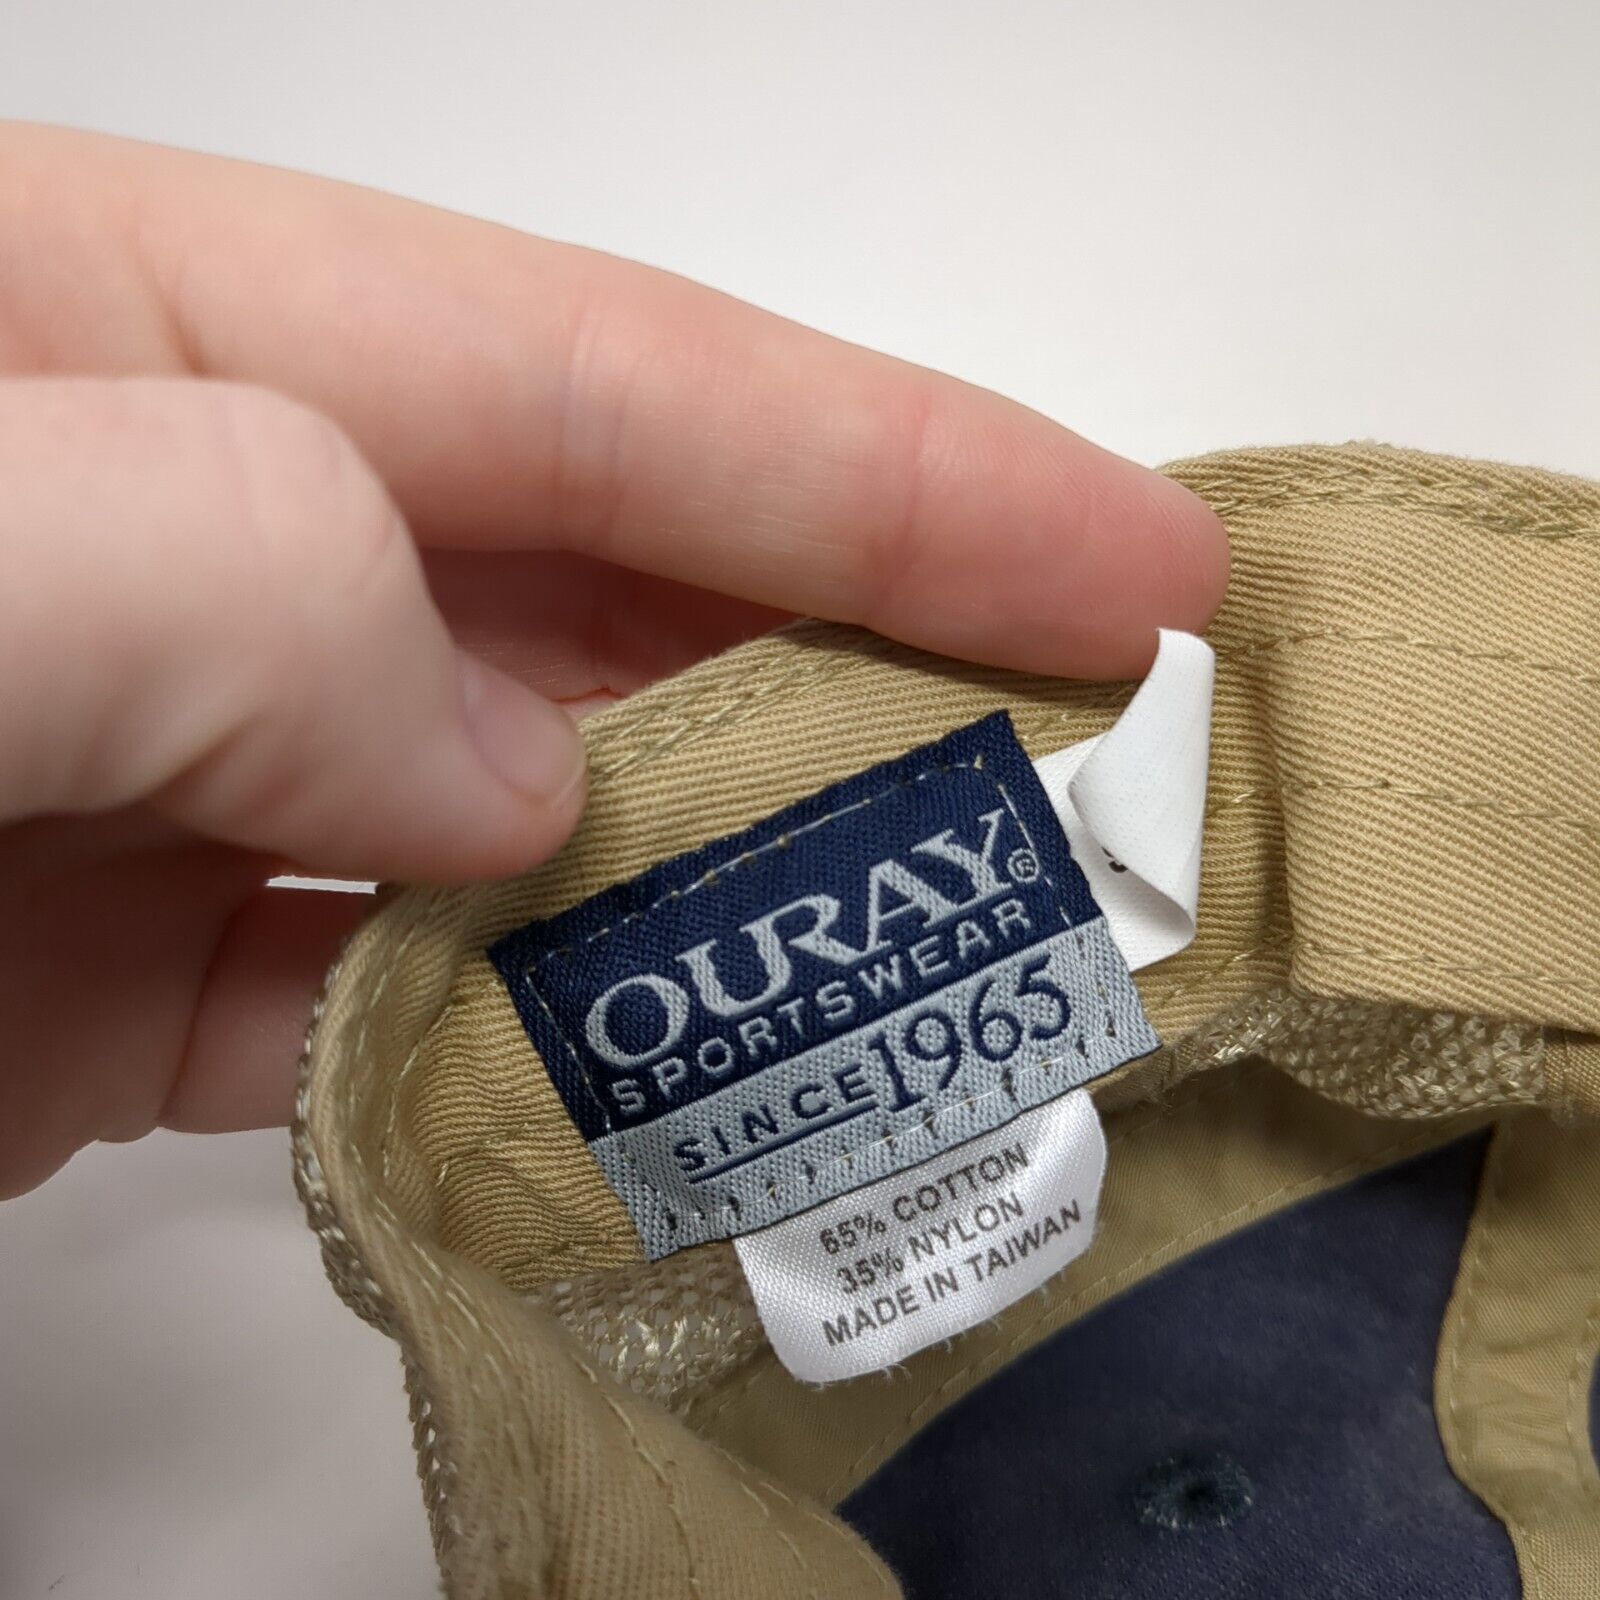 OURAY®
SPORTSWEAR
SINCE 1965
65% COTTON
35% NYLON
MADE IN TAIWAN